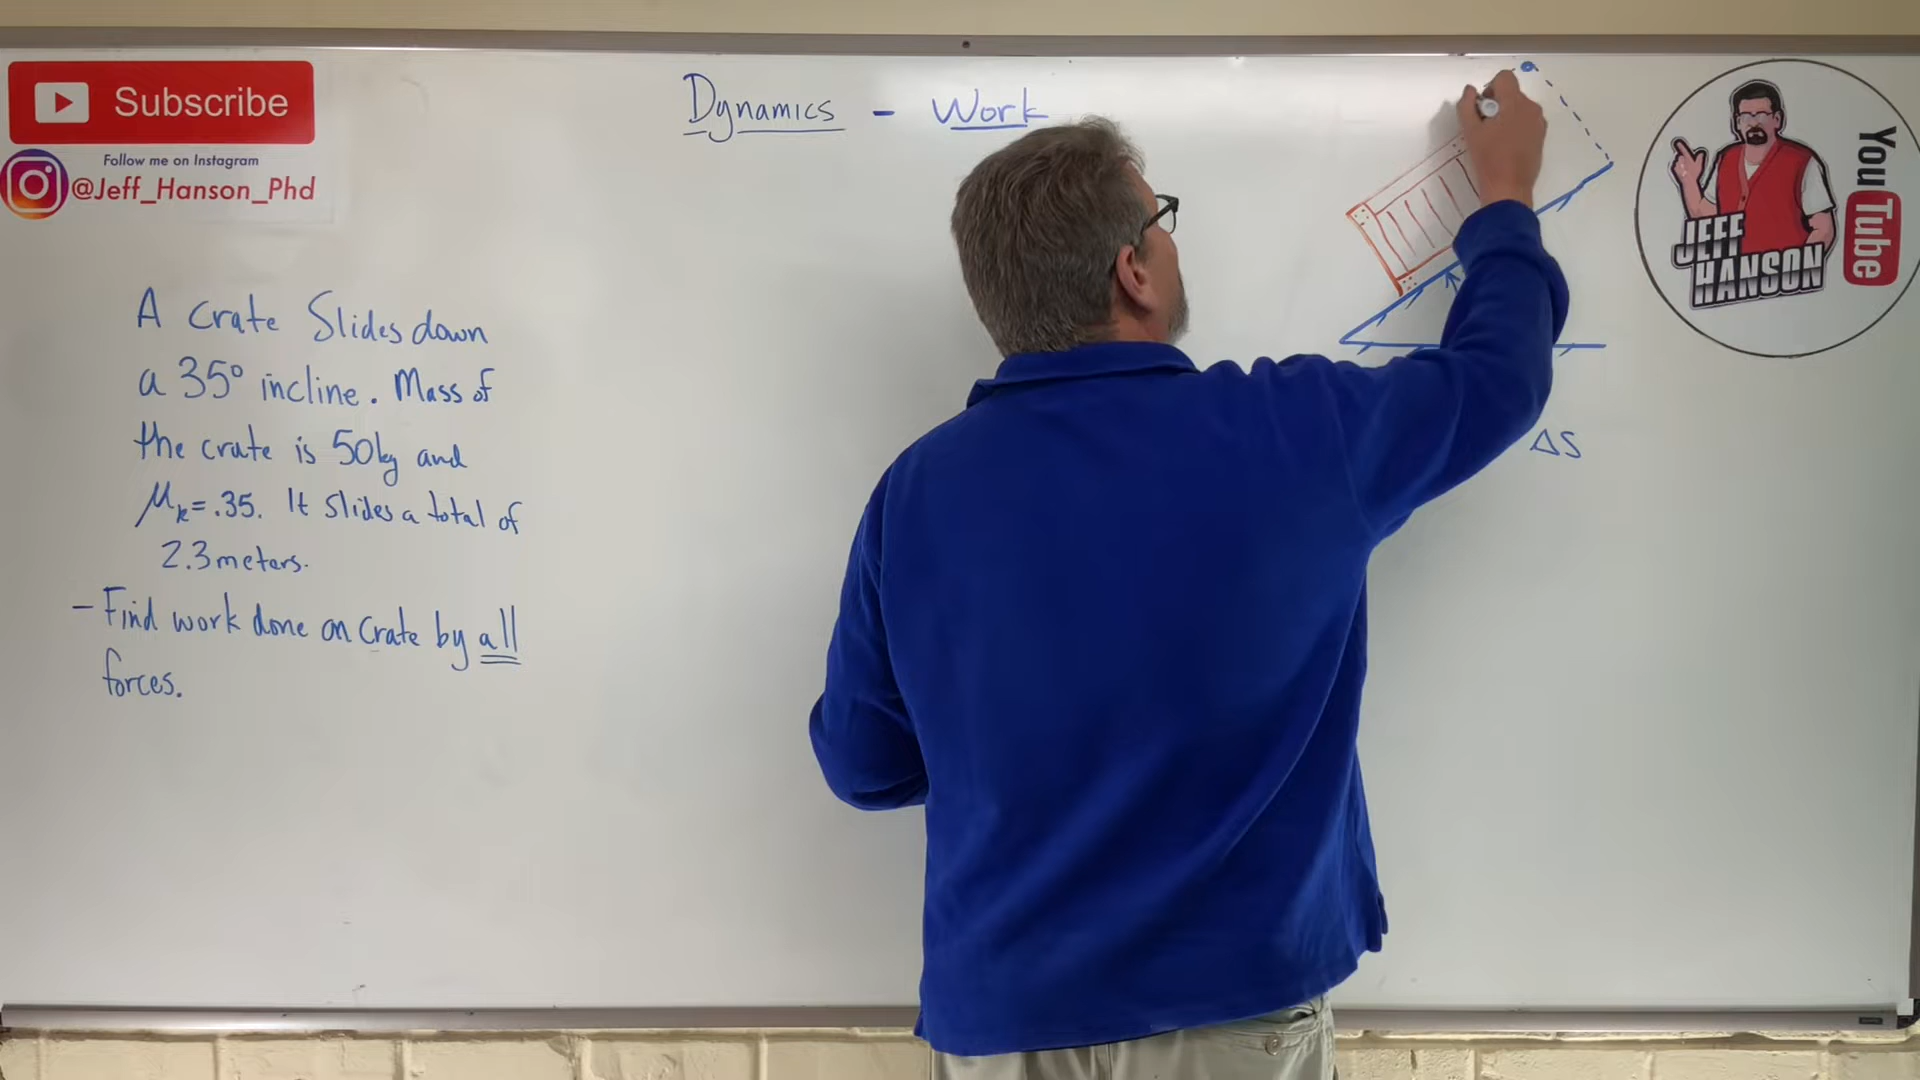 Subscribe
Follow me on Instagram
@Jeff_Hanson_Phd
Dynamics - Work
A crate Slides down
a 35° incline. Mass of
the crate is 50kg and
μk=.35. It slides a total of
2.3 meters.
- Find work done on crate by all
forces.
ΔS
JEFF
HANSON
YouTube